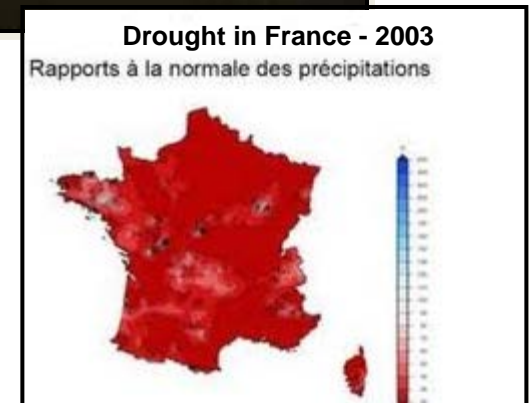 Drought in France - 2003
Rapports à la normale des précipitations